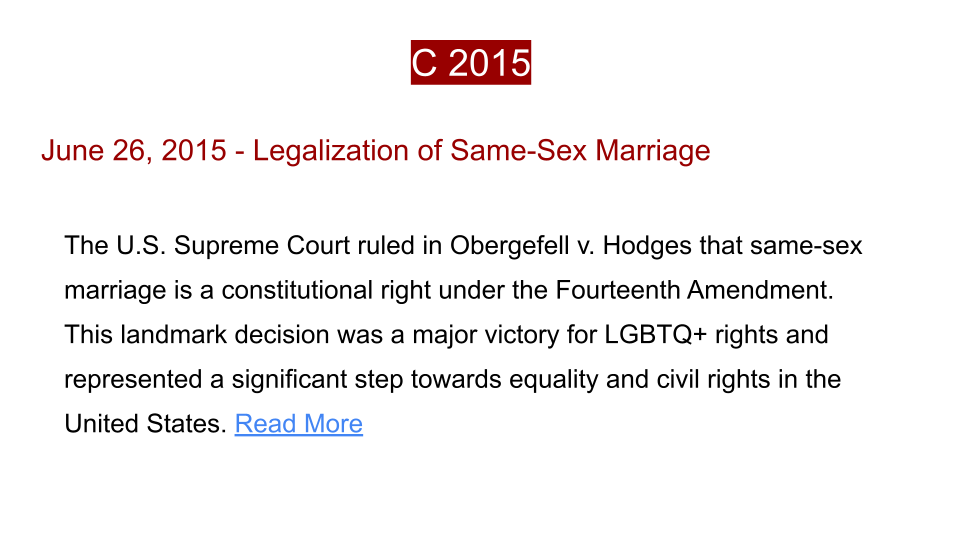 C 2015
June 26, 2015 - Legalization of Same-Sex Marriage
The U.S. Supreme Court ruled in Obergefell v. Hodges that same-sex
marriage is a constitutional right under the Fourteenth Amendment.
This landmark decision was a major victory for LGBTQ+ rights and
represented a significant step towards equality and civil rights in the
United States. Read More